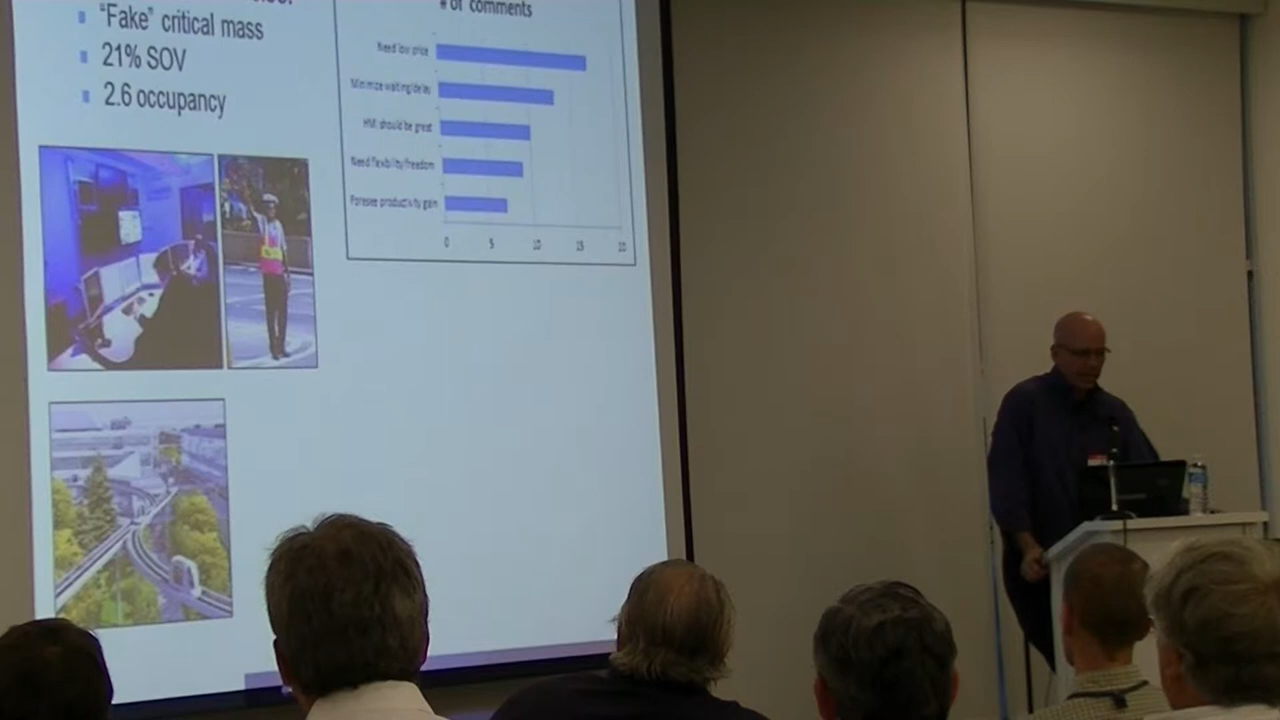 "Fake" critical mass
21% SOV
2.6 occupancy
# of comments
Need low price
Minimize waiting/delay
HMI should be great
Need flexibility/freedom
Foresee productivity gain
0 5 10 15 20